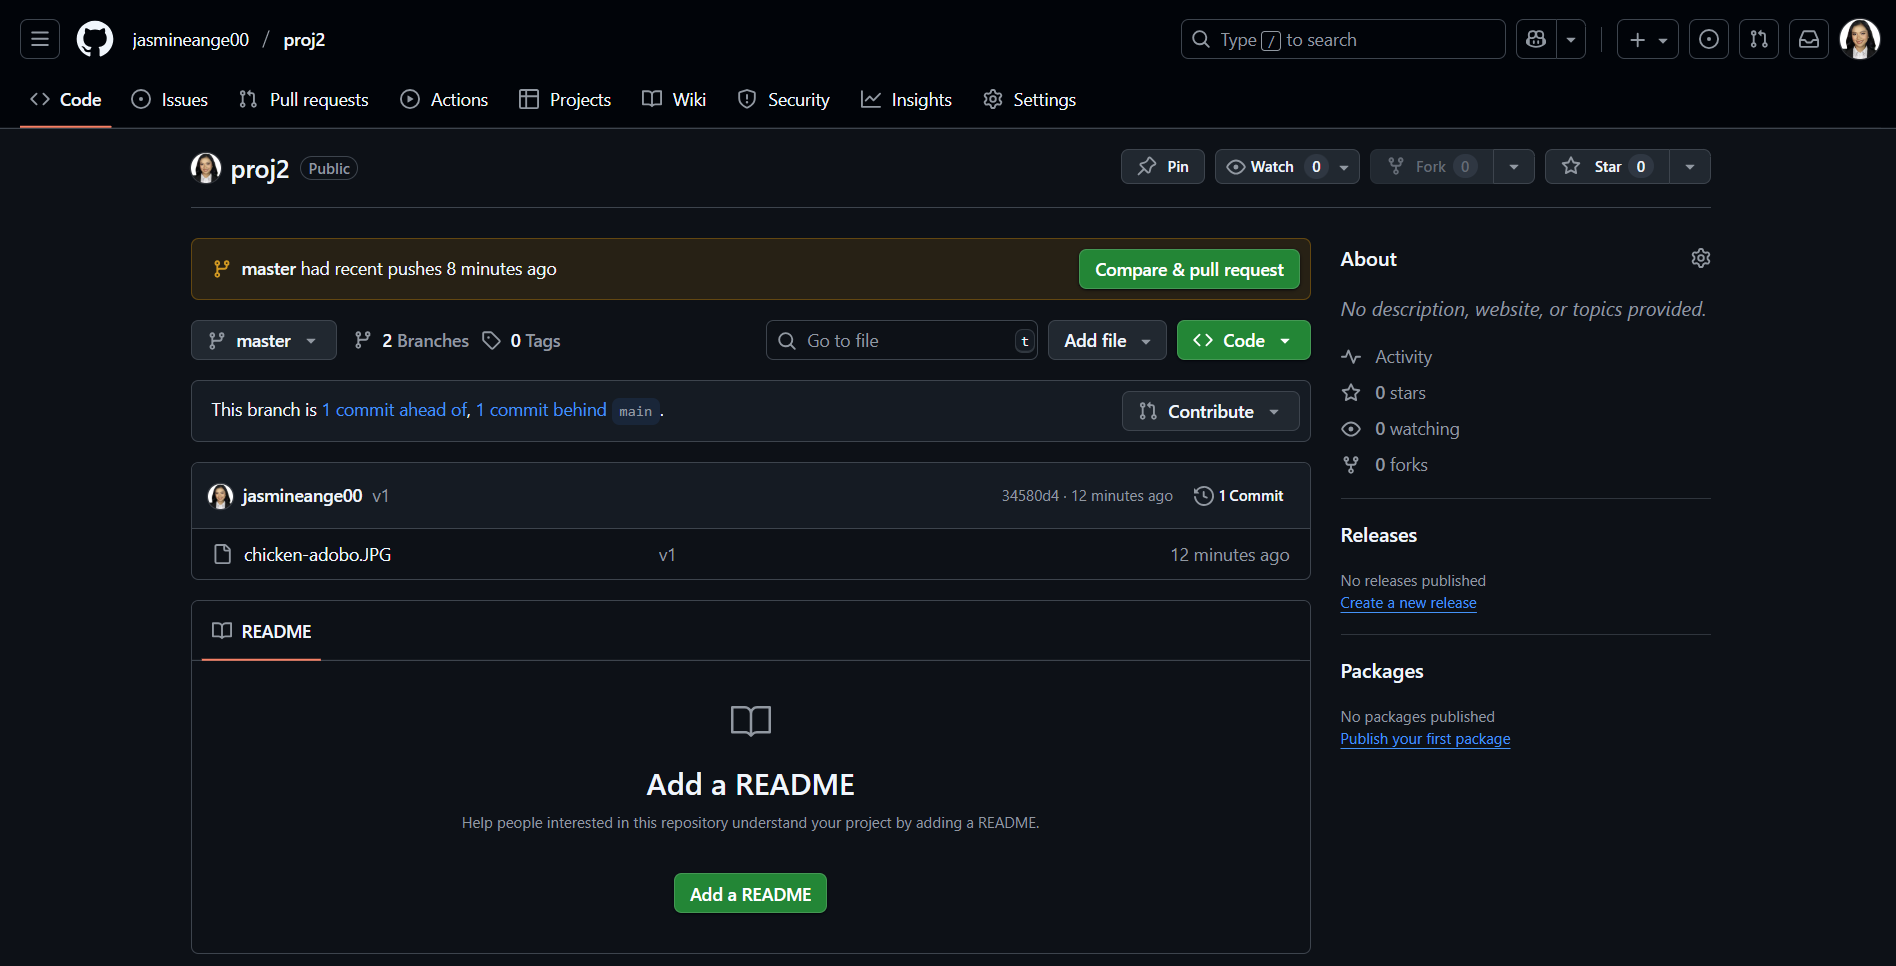 jasmineange00 / proj2
Type / to search
Code Issues Pull requests Actions Projects Wiki Security Insights Settings
proj2 Public
Pin Watch 0 Fork 0 Star 0
master had recent pushes 8 minutes ago
Compare & pull request
master 2 Branches 0 Tags
Go to file t
Add file
Code
This branch is 1 commit ahead of, 1 commit behind main .
Contribute
jasmineange00 v1
34580d4 · 12 minutes ago
1 Commit
chicken-adobo.JPG v1 12 minutes ago
README
Add a README
Help people interested in this repository understand your project by adding a README.
Add a README
About
No description, website, or topics provided.
Activity
0 stars
0 watching
0 forks
Releases
No releases published
Create a new release
Packages
No packages published
Publish your first package